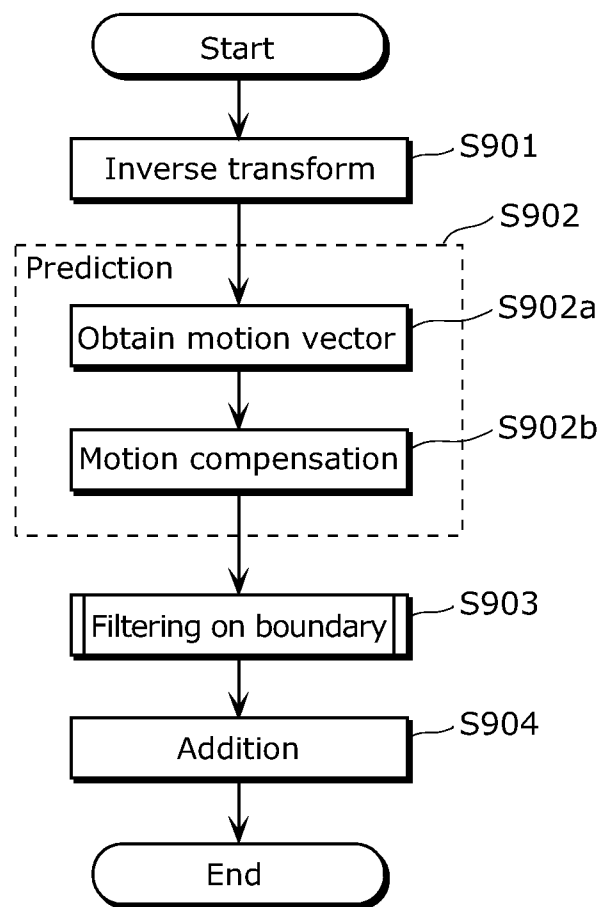 Start
Inverse transform
S901
S902
Prediction
Obtain motion vector
S902a
Motion compensation
S902b
Filtering on boundary
S903
Addition
S904
End